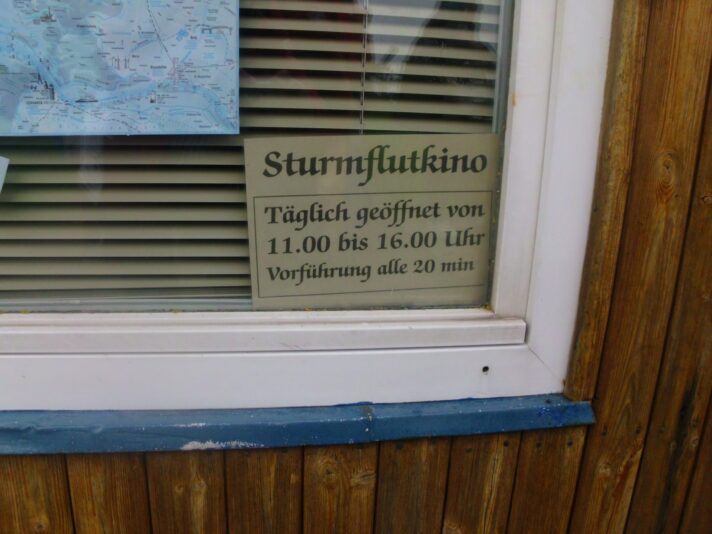 Sturmflutkino
Täglich geöffnet von
11.00 bis 16.00 Uhr
Vorführung alle 20 min